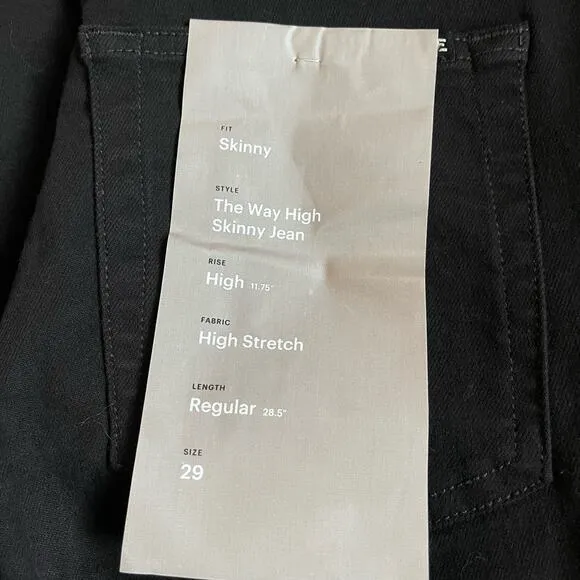 E
FIT
Skinny
STYLE
The Way High
Skinny Jean
RISE
High 11.75"
FABRIC
High Stretch
LENGTH
Regular 28.5"
SIZE
29